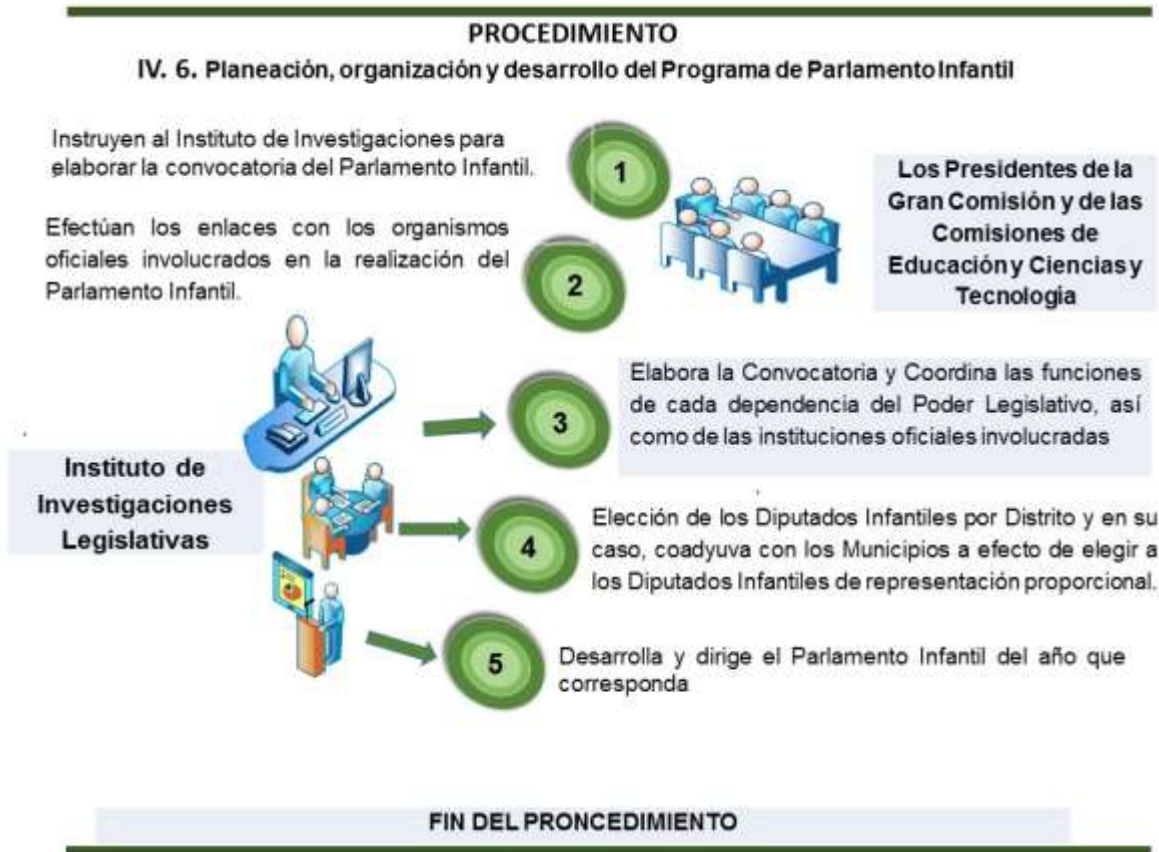 PROCEDIMIENTO
IV. 6. Planeación, organización y desarrollo del Programa de Parlamento Infantil
Instruyen al Instituto de Investigaciones para
elaborar la convocatoria del Parlamento Infantil.
1
Los Presidentes de la
Gran Comisión y de las
Comisiones de
Educación y Ciencias y
Tecnología
Efectúan los enlaces con los organismos
oficiales involucrados en la realización del
Parlamento Infantil.
2
Instituto de
Investigaciones
Legislativas
3
Elabora la Convocatoria y Coordina las funciones
de cada dependencia del Poder Legislativo, así
como de las instituciones oficiales involucradas
4
Elección de los Diputados Infantiles por Distrito y en su
caso, coadyuva con los Municipios a efecto de elegir a
los Diputados Infantiles de representación proporcional.
5
Desarrolla y dirige el Parlamento Infantil del año que
corresponda
FIN DEL PRONCEDIMIENTO